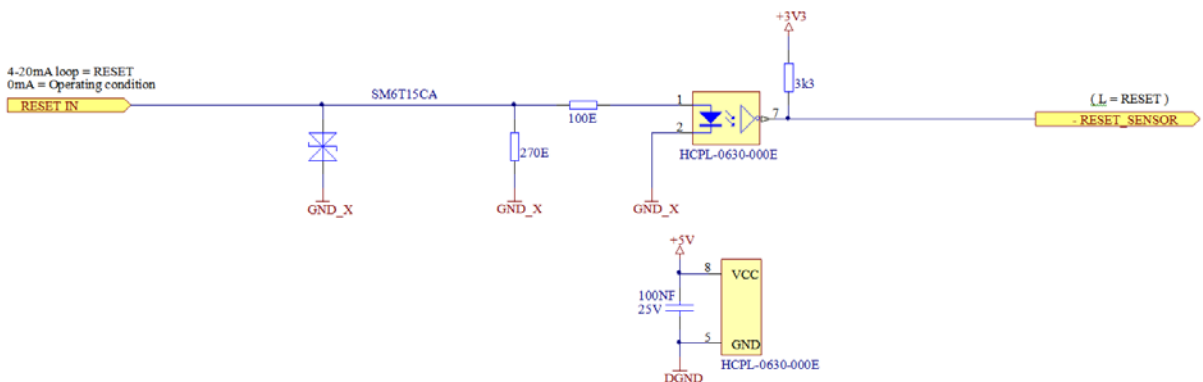 +3V3
4-20mA loop = RESET
0mA = Operating condition
RESET IN
SM6T15CA
100E
1
2
7
3k3
( L = RESET )
- RESET_SENSOR
270E
HCPL-0630-000E
GND_X
GND_X
GND_X
+5V
8
VCC
100NF
25V
5
GND
HCPL-0630-000E
DGND